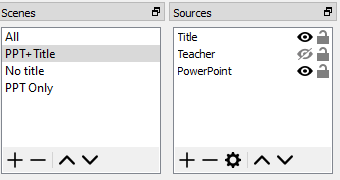 Scenes
All
PPT+Title
No title
PPT Only
Sources
Title
Teacher
PowerPoint